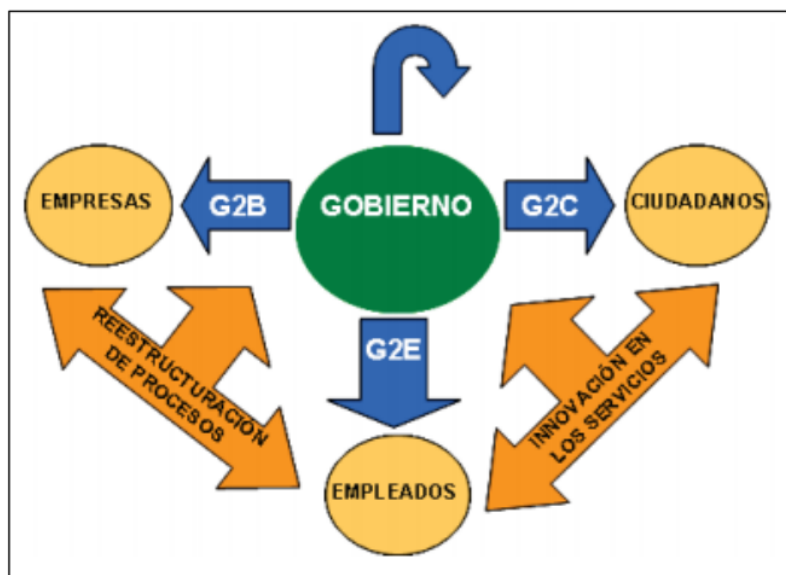 EMPRESAS
G2B
GOBIERNO
G2C
CIUDADANOS
REESTRUCTURACIÓN
DE PROCESOS
G2E
INNOVACIÓN EN
LOS SERVICIOS
EMPLEADOS